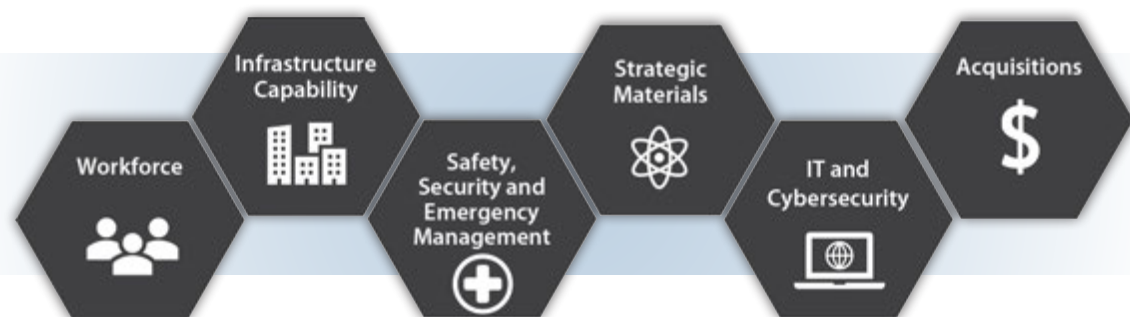 Workforce
Infrastructure
Capability
Safety,
Security and
Emergency
Management
Strategic
Materials
IT and
Cybersecurity
Acquisitions
$